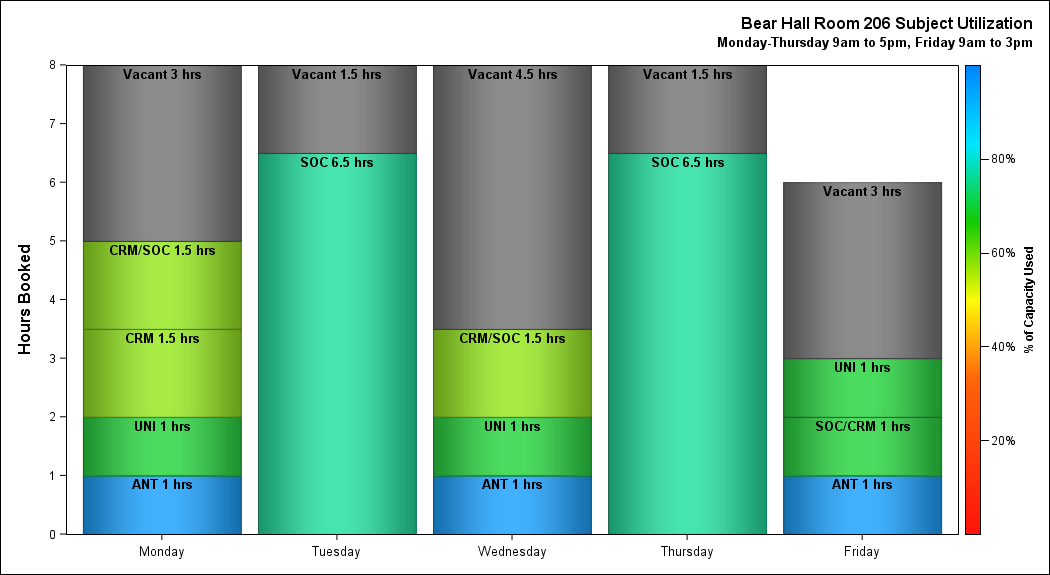 Bear Hall Room 206 Subject Utilization
Monday-Thursday 9am to 5pm, Friday 9am to 3pm
8
7
6
5
4
3
2
1
0
Hours Booked
Vacant 3 hrs
CRM/SOC 1.5 hrs
CRM 1.5 hrs
UNI 1 hrs
ANT 1 hrs
Vacant 1.5 hrs
SOC 6.5 hrs
Vacant 4.5 hrs
CRM/SOC 1.5 hrs
UNI 1 hrs
ANT 1 hrs
Vacant 1.5 hrs
SOC 6.5 hrs
Vacant 3 hrs
UNI 1 hrs
SOC/CRM 1 hrs
ANT 1 hrs
Monday
Tuesday
Wednesday
Thursday
Friday
80%
60%
40%
20%
% of Capacity Used